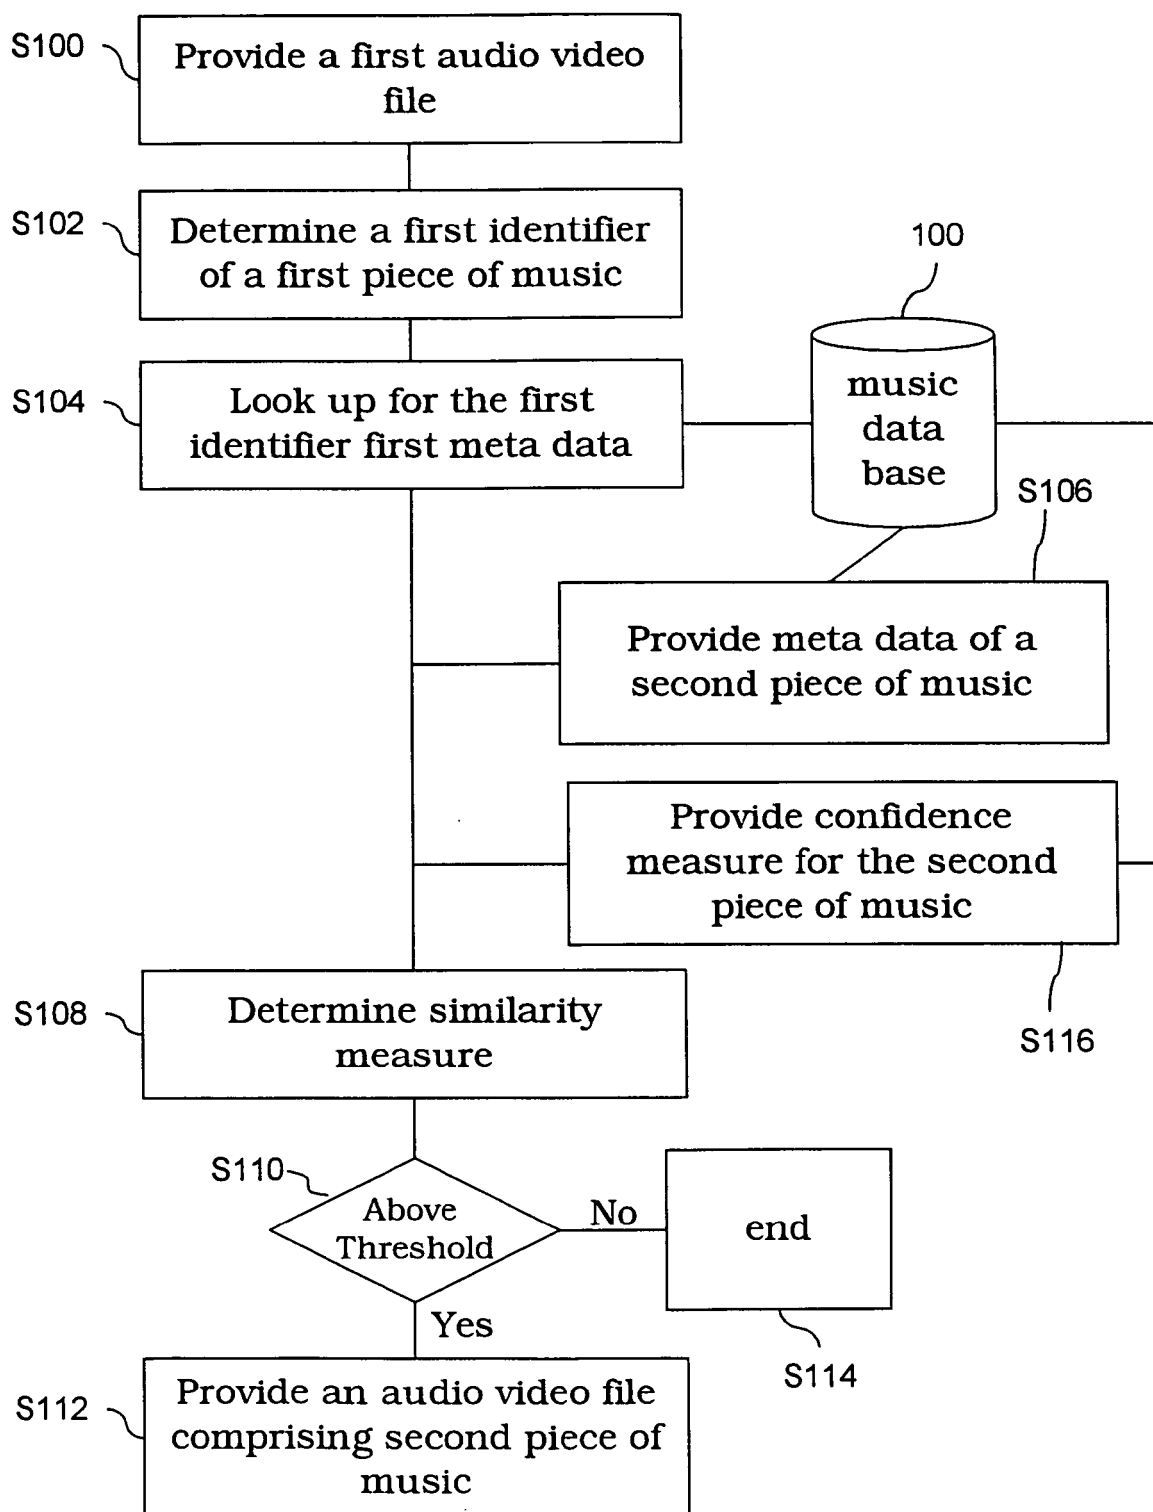 S100
Provide a first audio video
file
S102
Determine a first identifier
of a first piece of music
100
S104
Look up for the first
identifier first meta data
music
data
base
S106
Provide meta data of a
second piece of music
Provide confidence
measure for the second
piece of music
S108
Determine similarity
measure
S116
S110
Above
Threshold
No
end
Yes
S114
S112
Provide an audio video file
comprising second piece of
music